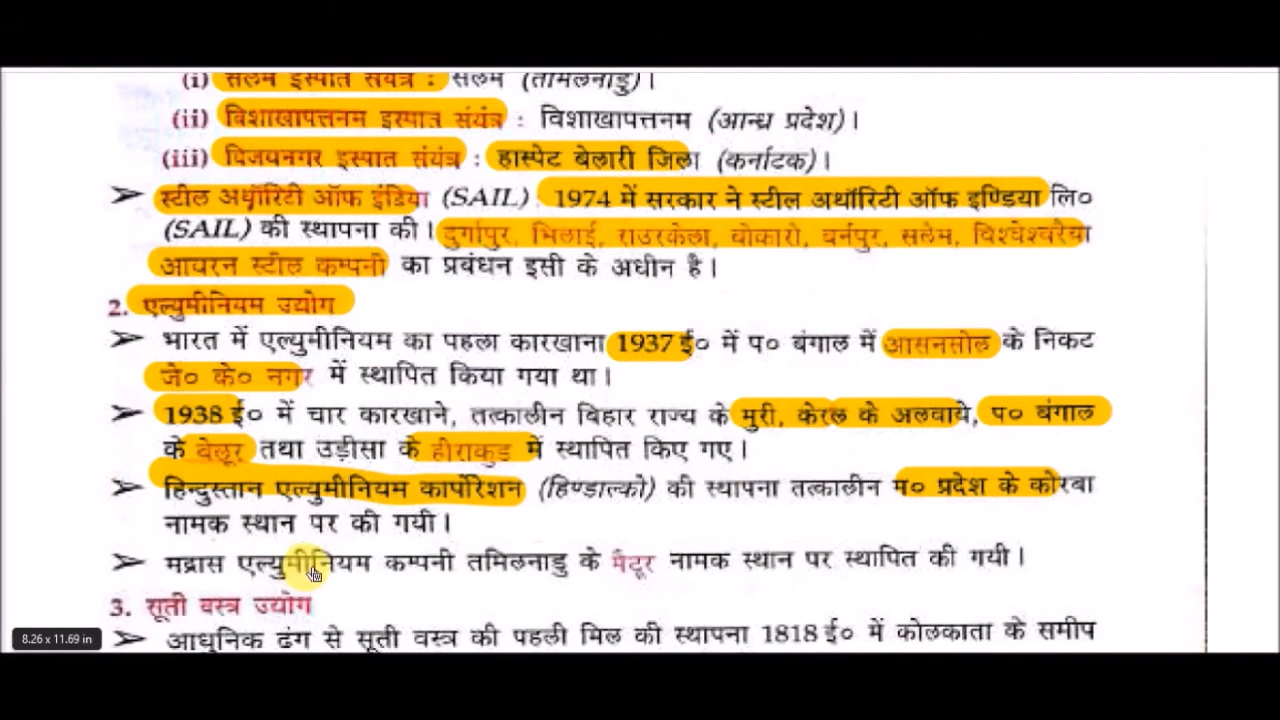 (i) सलेम इस्पात संयंत्र : सलेम (तामिलनाडु)।
(ii) विशाखापत्तनम इस्पात संयंत्र : विशाखापत्तनम (आन्ध्र प्रदेश)।
(iii) विजयनगर इस्पात संयंत्र : हास्पेट बेलारी जिला (कर्नाटक)।
➢ स्टील अथॉरिटी ऑफ इंडिया (SAIL) : 1974 में सरकार ने स्टील अथॉरिटी ऑफ इण्डिया लि०
(SAIL) की स्थापना की। दुर्गापुर, भिलाई, राउरकेला, बोकारो, बर्नपुर, सलेम, विश्वेश्वरैया
आयरन स्टील कम्पनी का प्रबंधन इसी के अधीन है।
2. एल्युमीनियम उद्योग
➢ भारत में एल्युमीनियम का पहला कारखाना 1937 ई० में प० बंगाल में आसनसोल के निकट
जे० के० नगर में स्थापित किया गया था।
➢ 1938 ई० में चार कारखाने, तत्कालीन बिहार राज्य के मुरी, केरल के अलवाये, प० बंगाल
के बेलूर तथा उड़ीसा के हीराकुड में स्थापित किए गए।
➢ हिन्दुस्तान एल्युमीनियम कार्पोरेशन (हिण्डाल्को) की स्थापना तत्कालीन म० प्रदेश के कोरबा
नामक स्थान पर की गयी।
➢ मद्रास एल्युमीनियम कम्पनी तमिलनाडु के मैटूर नामक स्थान पर स्थापित की गयी।
3. सूती वस्त्र उद्योग
➢ आधुनिक ढंग से सूती वस्त्र की पहली मिल की स्थापना 1818 ई० में कोलकाता के समीप
8.26 x 11.69 in